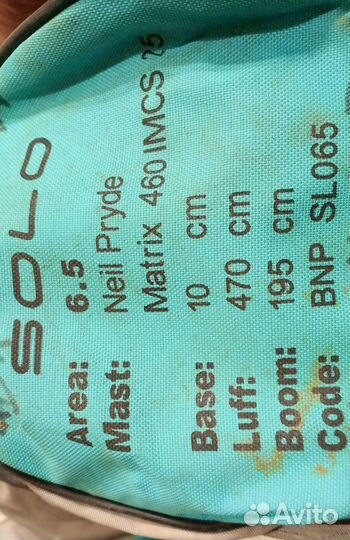 SOLO
Area: 6.5
Mast: Neil Pryde
Matrix 460 IMCS 25
Base: 10 cm
Luff: 470 cm
Boom: 195 cm
Code: BNP SL065
Avito